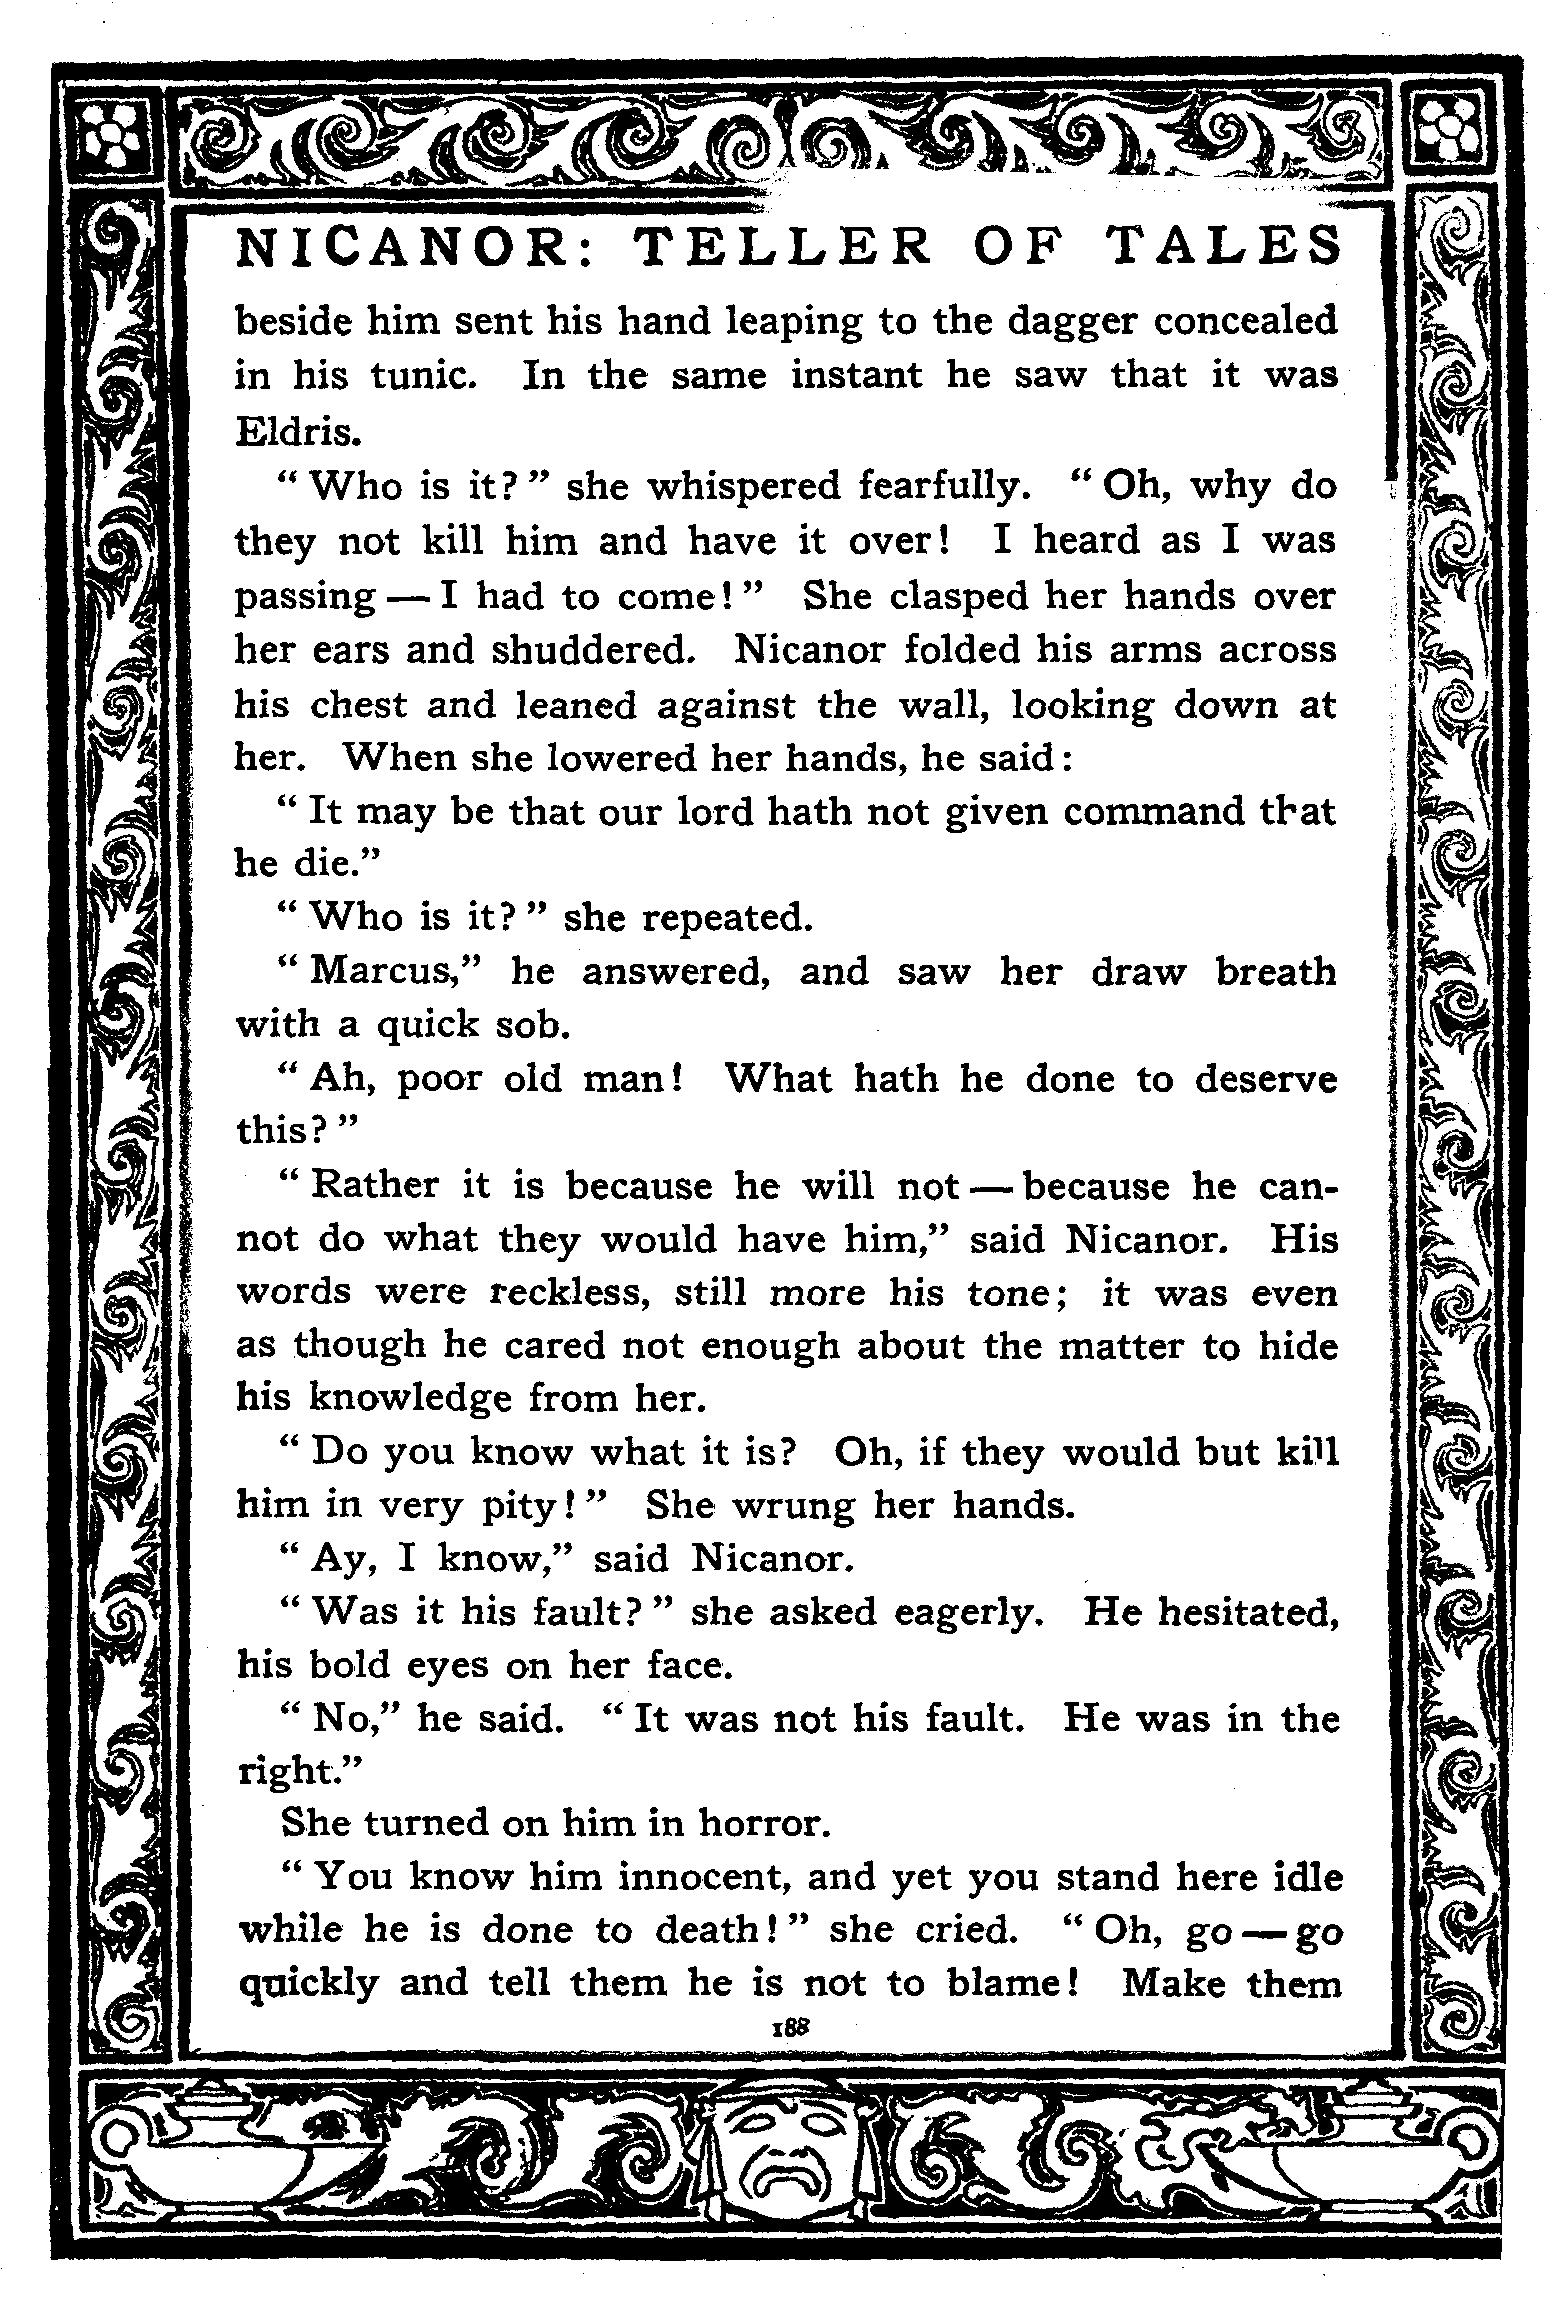 NICANOR: TELLER OF TALES
beside him sent his hand leaping to the dagger concealed
in his tunic. In the same instant he saw that it was
Eldris.
“Who is it?” she whispered fearfully. “Oh, why do
they not kill him and have it over! I heard as I was
passing — I had to come!” She clasped her hands over
her ears and shuddered. Nicanor folded his arms across
his chest and leaned against the wall, looking down at
her. When she lowered her hands, he said:
“It may be that our lord hath not given command that
he die.”
“Who is it?” she repeated.
“Marcus,” he answered, and saw her draw breath
with a quick sob.
“Ah, poor old man! What hath he done to deserve
this?”
“Rather it is because he will not — because he can-
not do what they would have him,” said Nicanor. His
words were reckless, still more his tone; it was even
as though he cared not enough about the matter to hide
his knowledge from her.
“Do you know what it is? Oh, if they would but kill
him in very pity!” She wrung her hands.
“Ay, I know,” said Nicanor.
“Was it his fault?” she asked eagerly. He hesitated,
his bold eyes on her face.
“No,” he said. “It was not his fault. He was in the
right.”
She turned on him in horror.
“You know him innocent, and yet you stand here idle
while he is done to death!” she cried. “Oh, go — go
quickly and tell them he is not to blame! Make them
188